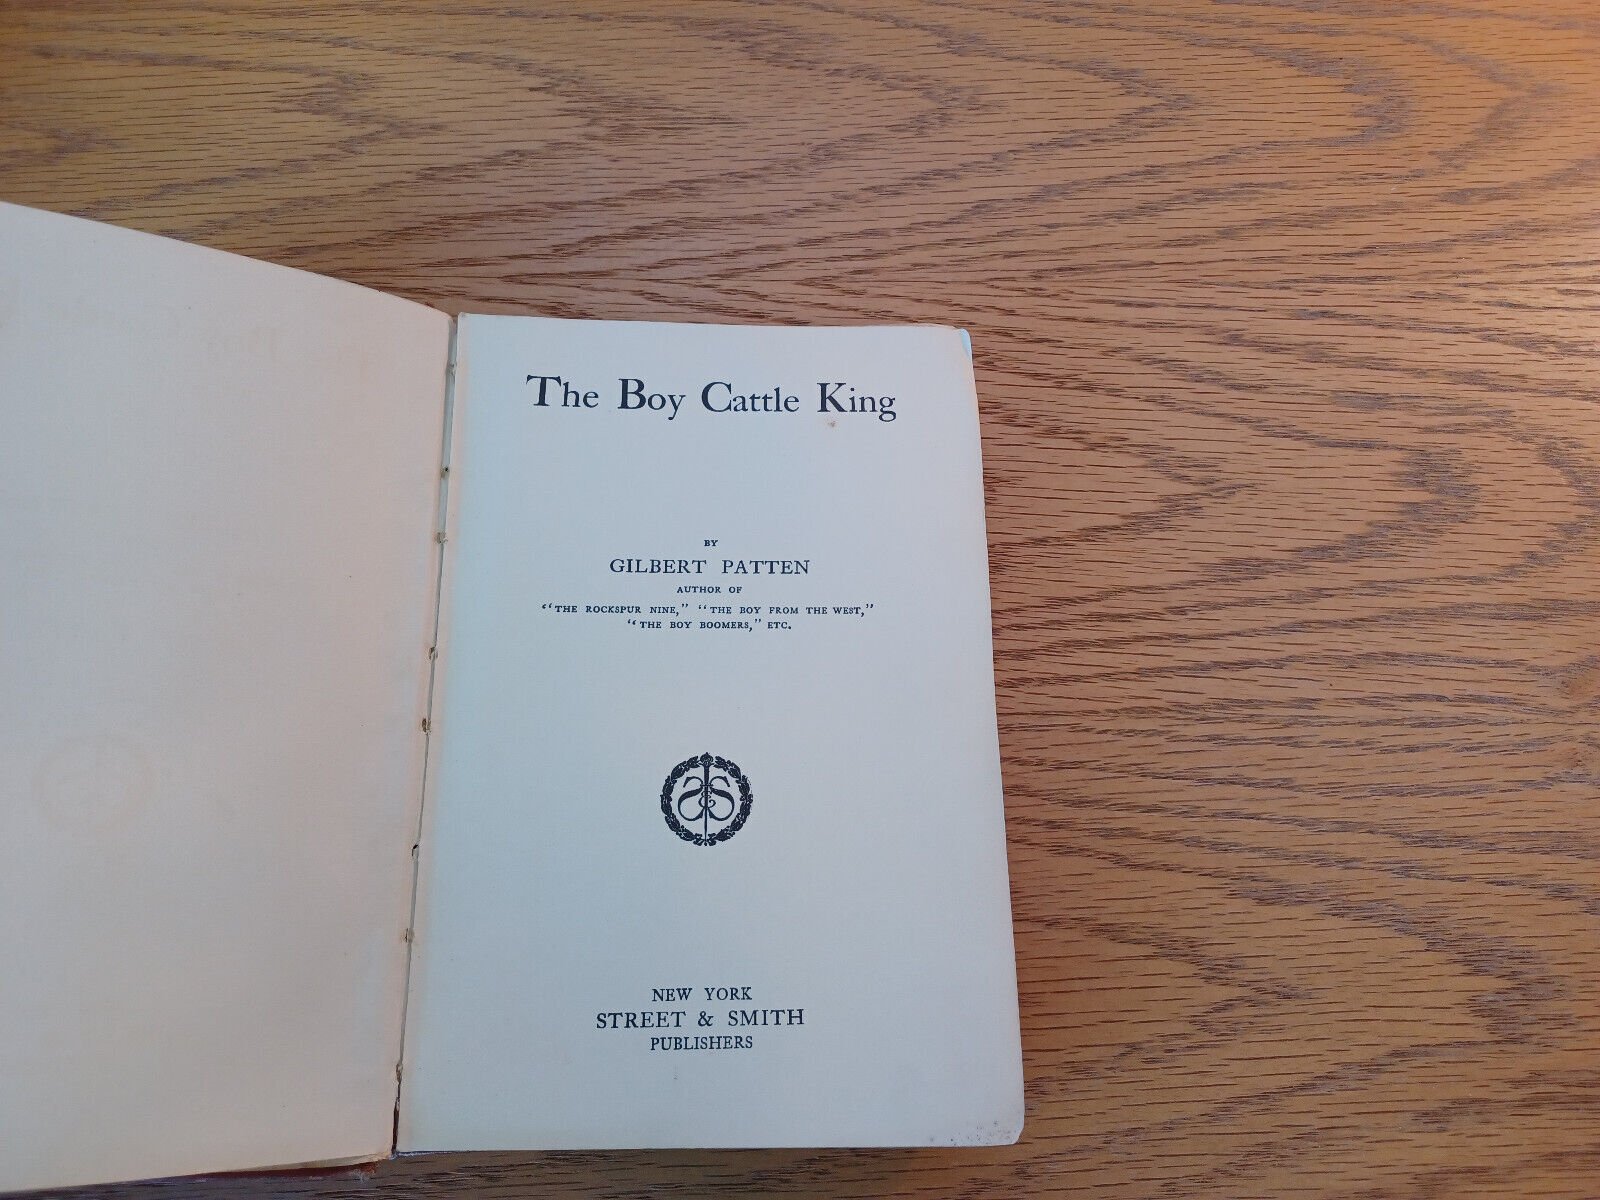 The Boy Cattle King
BY
GILBERT PATTEN
AUTHOR OF
“THE ROCKSPUR NINE,” “THE BOY FROM THE WEST,”
“THE BOY BOOMERS,” ETC.
S&S
NEW YORK
STREET & SMITH
PUBLISHERS